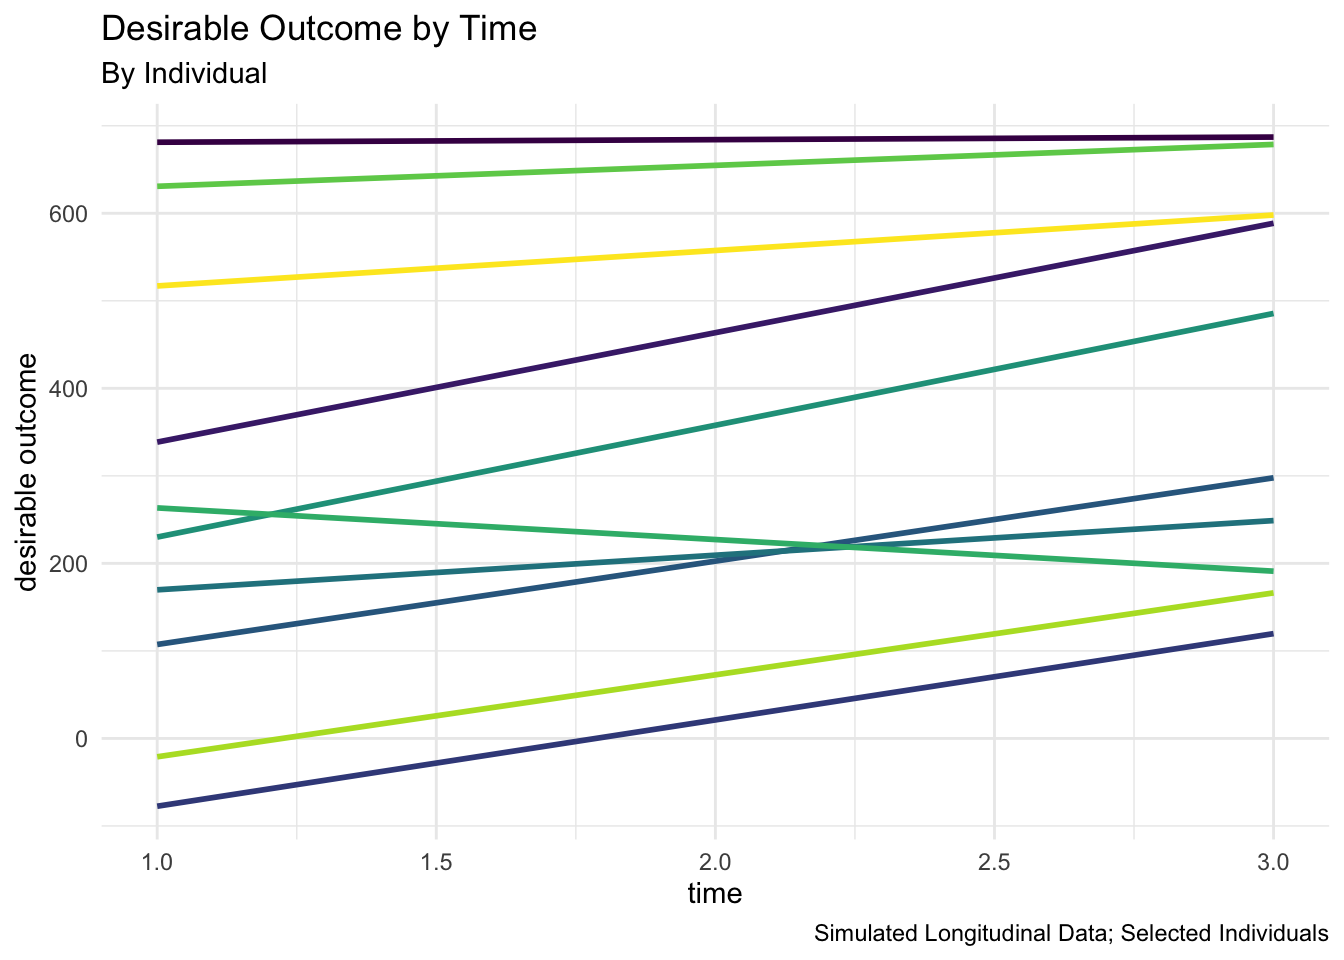 Desirable Outcome by Time
By Individual
desirable outcome
600
400
200
0
1.0 1.5 2.0 2.5 3.0
time
Simulated Longitudinal Data; Selected Individuals